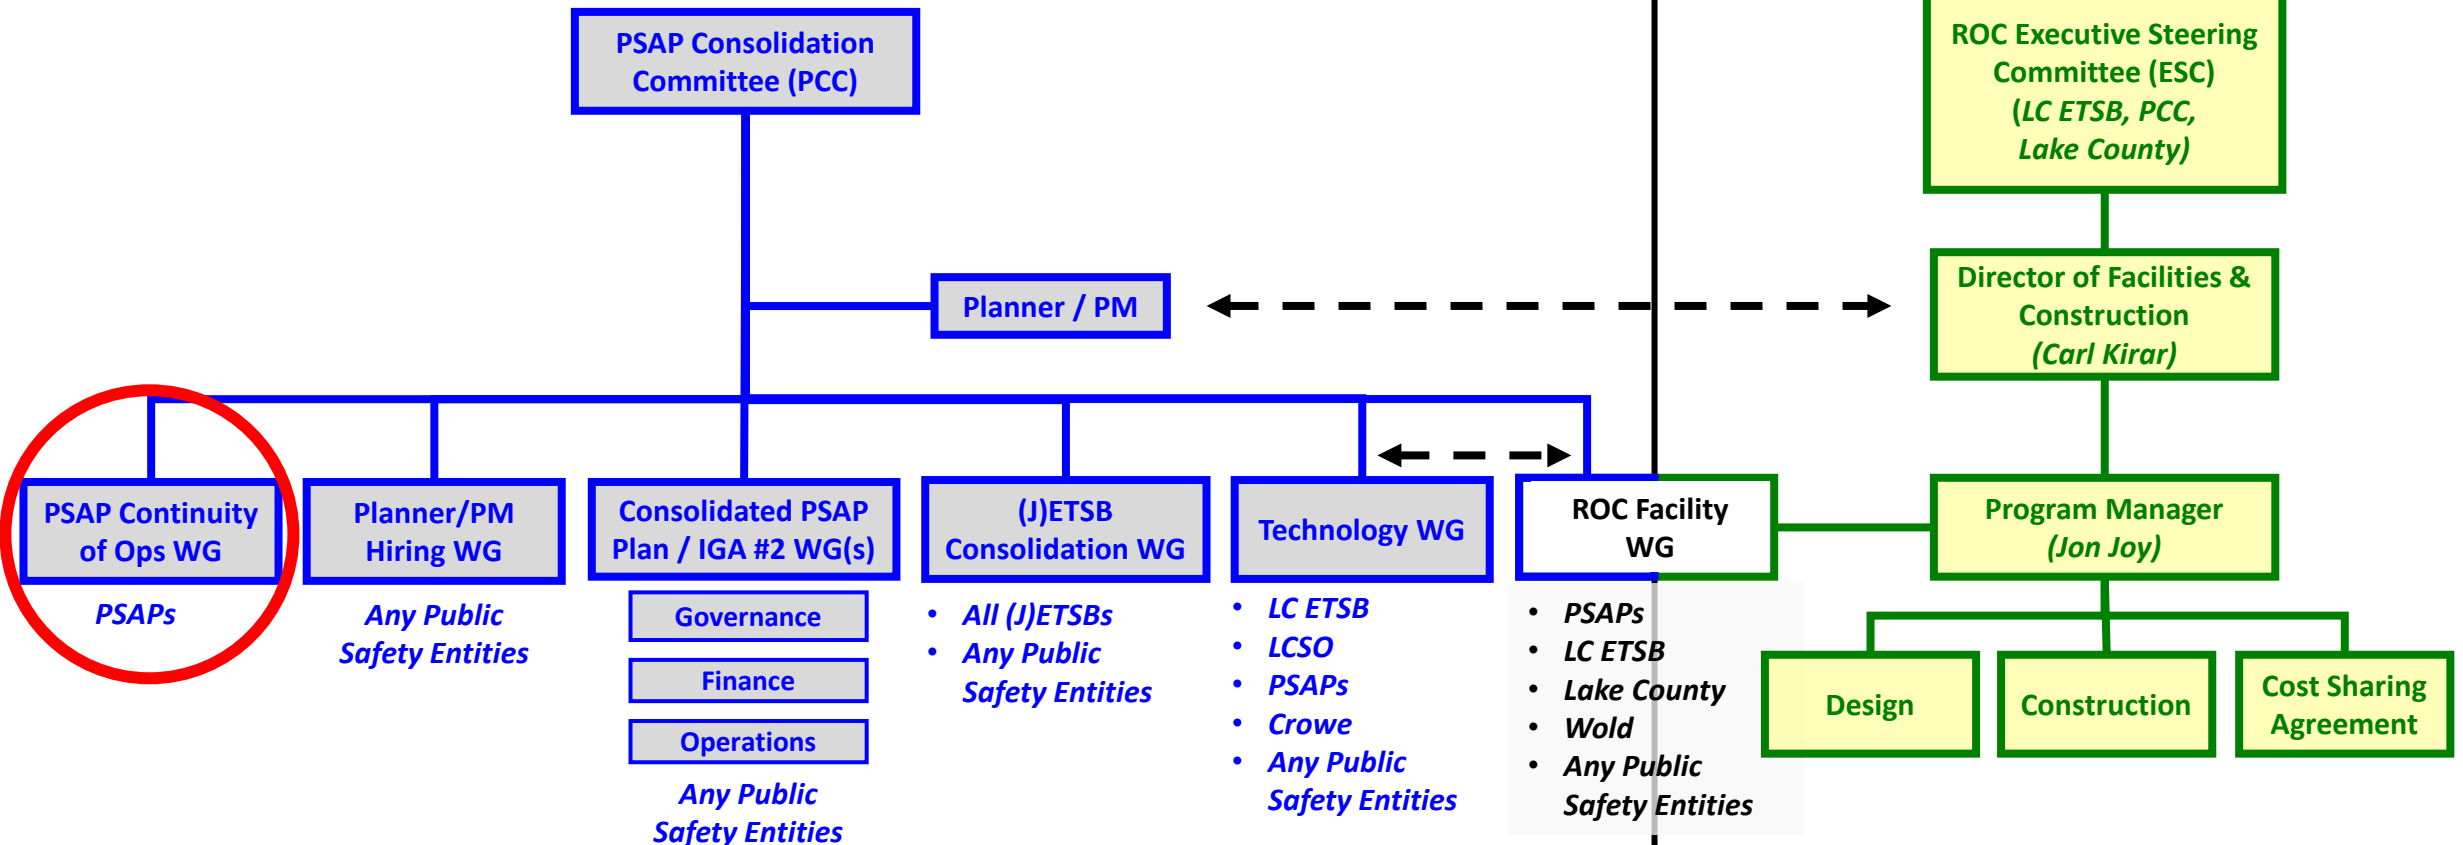 PSAP Consolidation
Committee (PCC)
ROC Executive Steering
Committee (ESC)
(LC ETSB, PCC,
Lake County)
Planner / PM
Director of Facilities &
Construction
(Carl Kirar)
PSAP Continuity
of Ops WG
PSAPs
Planner/PM
Hiring WG
Any Public
Safety Entities
Consolidated PSAP
Plan / IGA #2 WG(s)
Governance
Finance
Operations
Any Public
Safety Entities
(J)ETSB
Consolidation WG
• All (J)ETSBs
• Any Public
Safety Entities
Technology WG
• LC ETSB
• LCSO
• PSAPs
• Crowe
• Any Public
Safety Entities
ROC Facility
WG
• PSAPs
• LC ETSB
• Lake County
• Wold
• Any Public
Safety Entities
Program Manager
(Jon Joy)
Design
Construction
Cost Sharing
Agreement